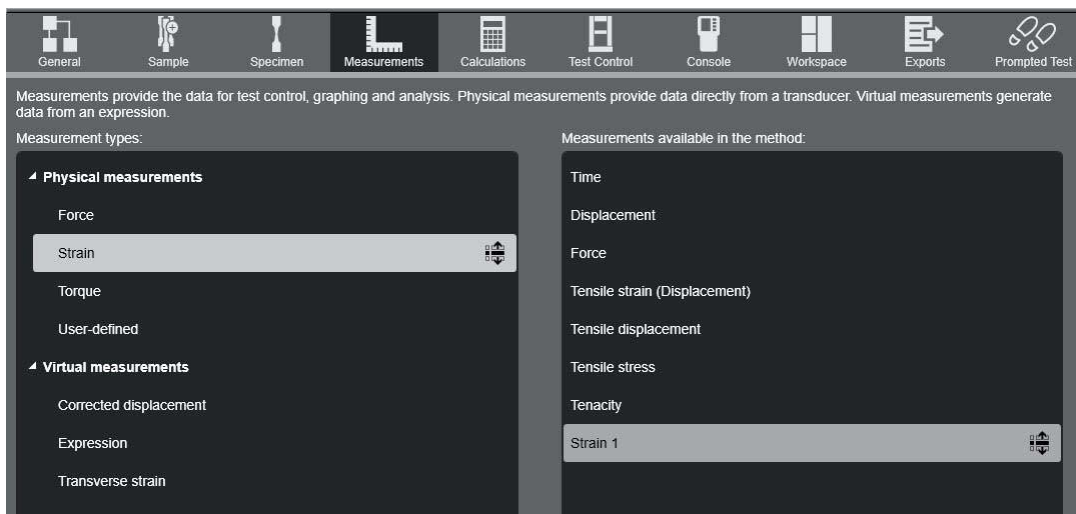 General
Sample
Specimen
Measurements
Calculations
Test Control
Console
Workspace
Exports
Prompted Test
Measurements provide the data for test control, graphing and analysis. Physical measurements provide data directly from a transducer. Virtual measurements generate
data from an expression.
Measurement types:
Physical measurements
Force
Strain
Torque
User-defined
Virtual measurements
Corrected displacement
Expression
Transverse strain
Measurements available in the method:
Time
Displacement
Force
Tensile strain (Displacement)
Tensile displacement
Tensile stress
Tenacity
Strain 1